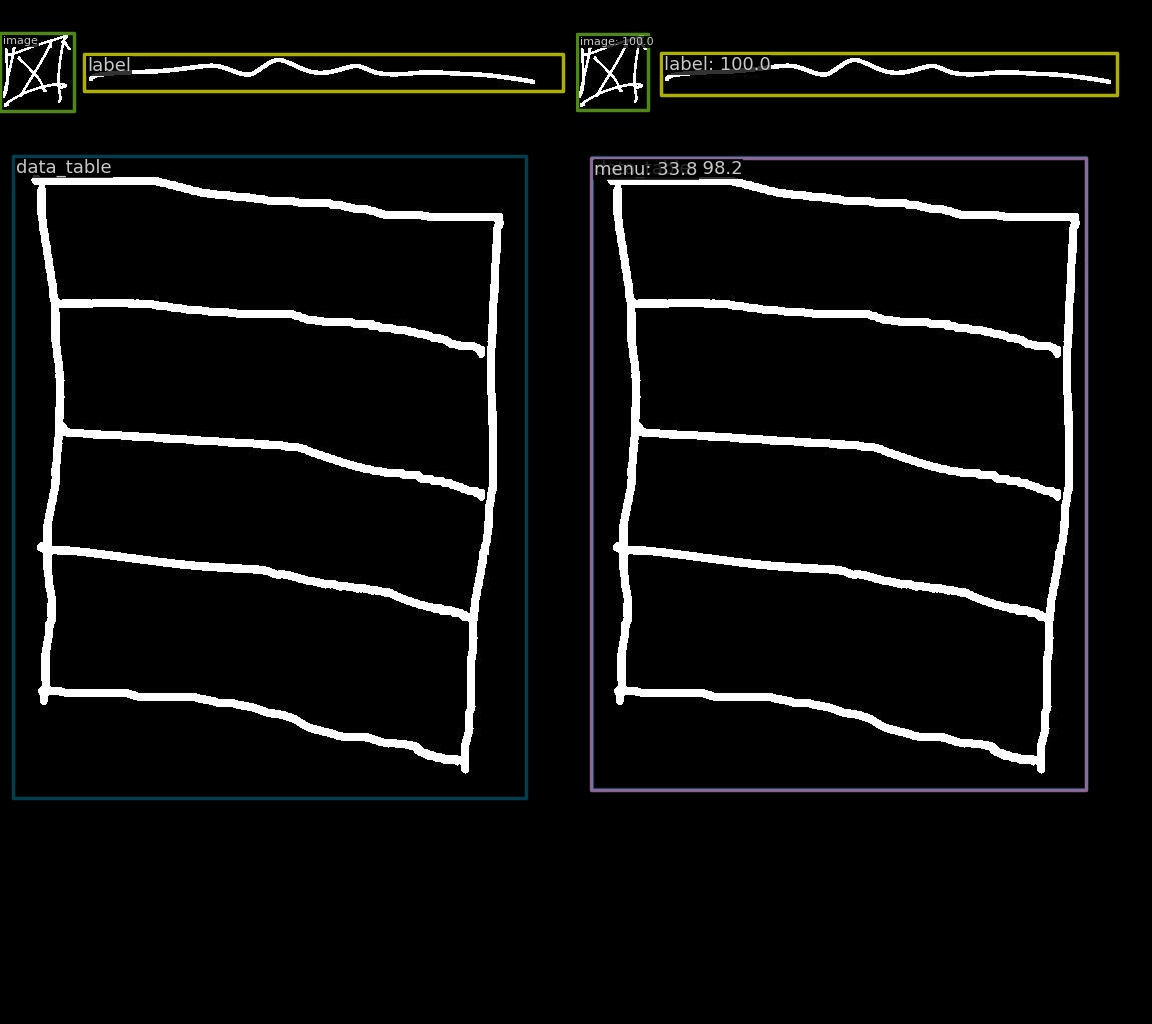 image
label
image: 100.0
label: 100.0
data_table
menu: 33.8 98.2